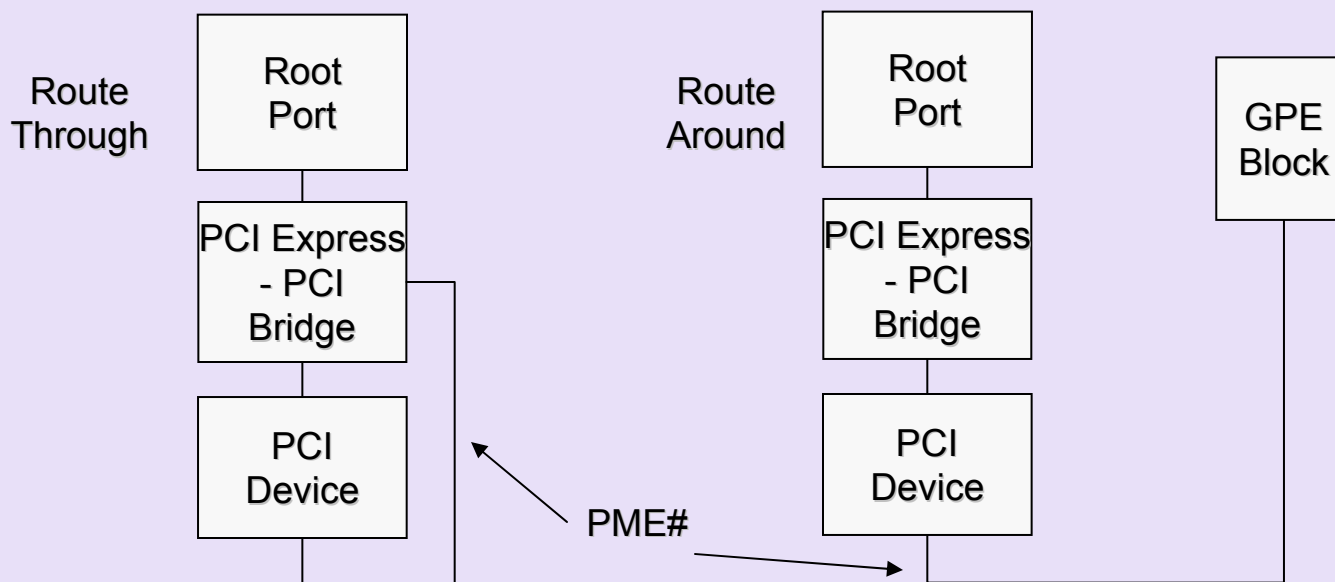 Route
Through
Root
Port
PCI Express
- PCI
Bridge
PCI
Device
PME#
Route
Around
Root
Port
PCI Express
- PCI
Bridge
PCI
Device
GPE
Block